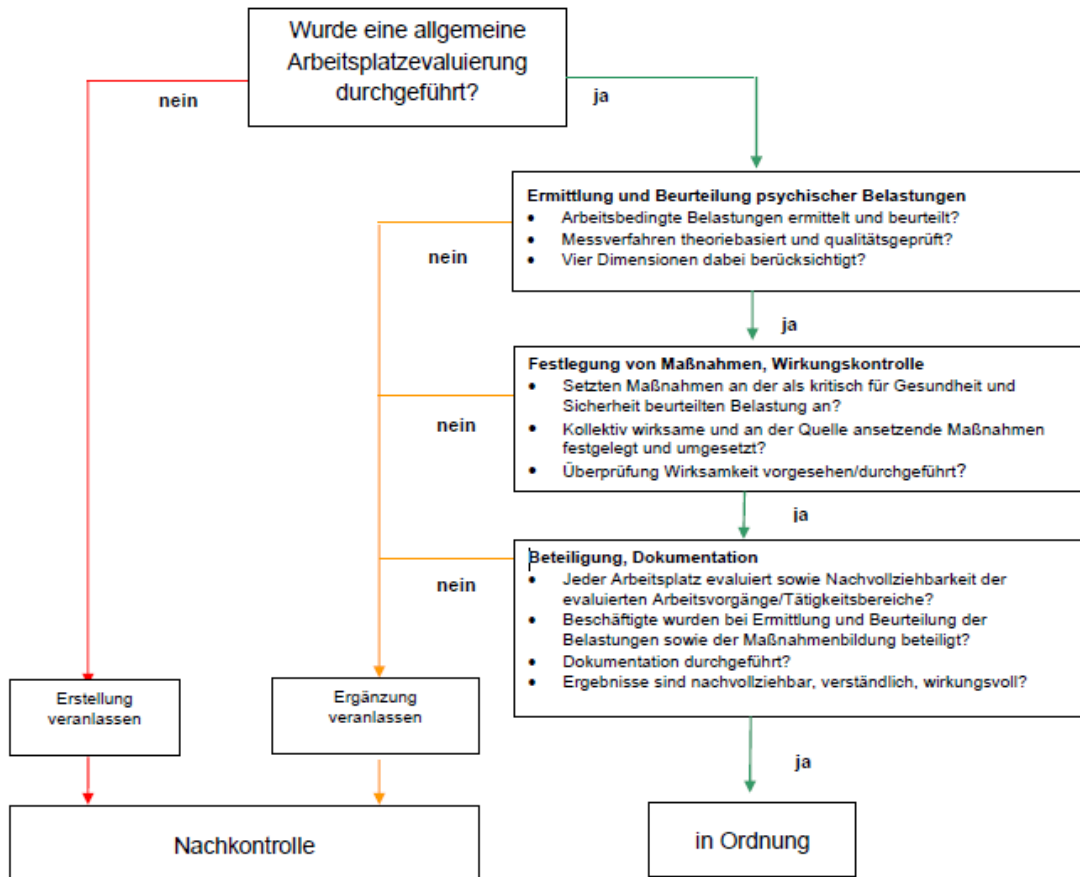 Wurde eine allgemeine
Arbeitsplatzevaluierung
durchgeführt?
nein
ja
Ermittlung und Beurteilung psychischer Belastungen
• Arbeitsbedingte Belastungen ermittelt und beurteilt?
• Messverfahren theoriebasiert und qualitätsgeprüft?
• Vier Dimensionen dabei berücksichtigt?
nein
ja
Festlegung von Maßnahmen, Wirkungskontrolle
• Setzten Maßnahmen an der als kritisch für Gesundheit und
Sicherheit beurteilten Belastung an?
• Kollektiv wirksame und an der Quelle ansetzende Maßnahmen
festgelegt und umgesetzt?
• Überprüfung Wirksamkeit vorgesehen/durchgeführt?
nein
ja
Beteiligung, Dokumentation
• Jeder Arbeitsplatz evaluiert sowie Nachvollziehbarkeit der
evaluierten Arbeitsvorgänge/Tätigkeitsbereiche?
• Beschäftigte wurden bei Ermittlung und Beurteilung der
Belastungen sowie der Maßnahmenbildung beteiligt?
• Dokumentation durchgeführt?
• Ergebnisse sind nachvollziehbar, verständlich, wirkungsvoll?
nein
Erstellung
veranlassen
Ergänzung
veranlassen
ja
Nachkontrolle
in Ordnung